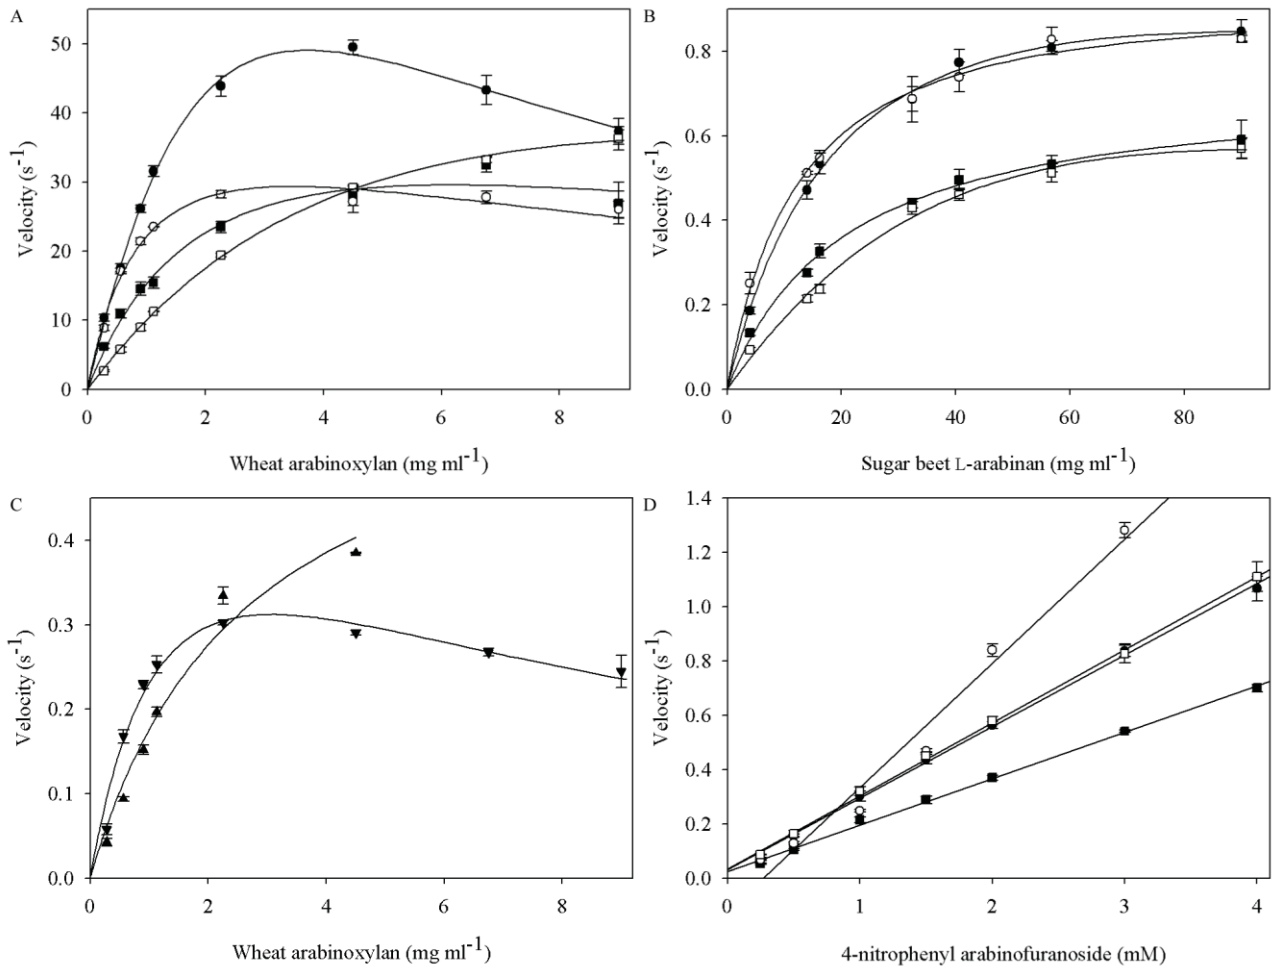 A
50
40
30
20
10
0
Velocity (s-1)
0 2 4 6 8
Wheat arabinoxylan (mg ml-1)
B
0.8
0.6
0.4
0.2
0.0
Velocity (s-1)
0 20 40 60 80
Sugar beet L-arabinan (mg ml-1)
C
0.4
0.3
0.2
0.1
0.0
Velocity (s-1)
0 2 4 6 8
Wheat arabinoxylan (mg ml-1)
D
1.4
1.2
1.0
0.8
0.6
0.4
0.2
0.0
Velocity (s-1)
0 1 2 3 4
4-nitrophenyl arabinofuranoside (mM)